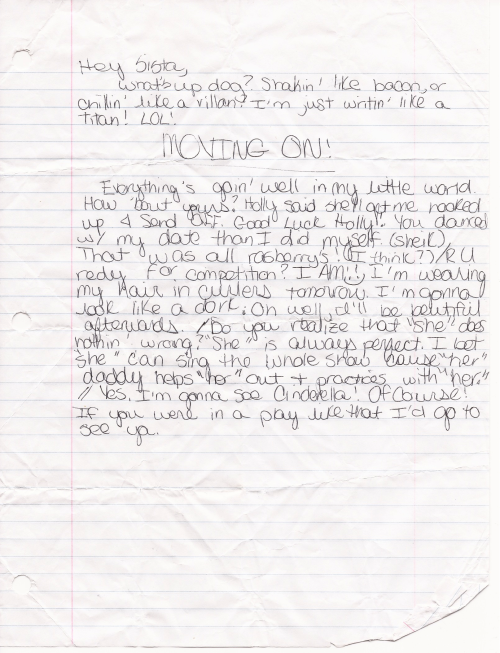 Hey Sista,
What's up dog? Shakin' like bacon, or
chillin' like a villan? I'm just writin' like a
titan! LOL!
MOVING ON!
Everything's goin' well in my little world.
How 'bout yours? Holly said she'll get me hooked
up 4 Send Off. Good Luck Holly!! You danced
w/ my date than I did myself. (sheik)
That was all rasberrys! (I think?) / R U
redy for competition? I AM! I'm wearing
my Hair in curlers tomorrow. I'm gonna
look like a dork. Oh well, I'll be beutiful
afterwards. / Do you realize that "she" does
nothin' wrong? "She" is always perfect. I bet
"she" can sing the whole show cause "her"
daddy helps "her" out + practices with "her."
// Yes, I'm gonna see Cinderella! Of Course!
If you were in a play like that I'd go to
see ya.